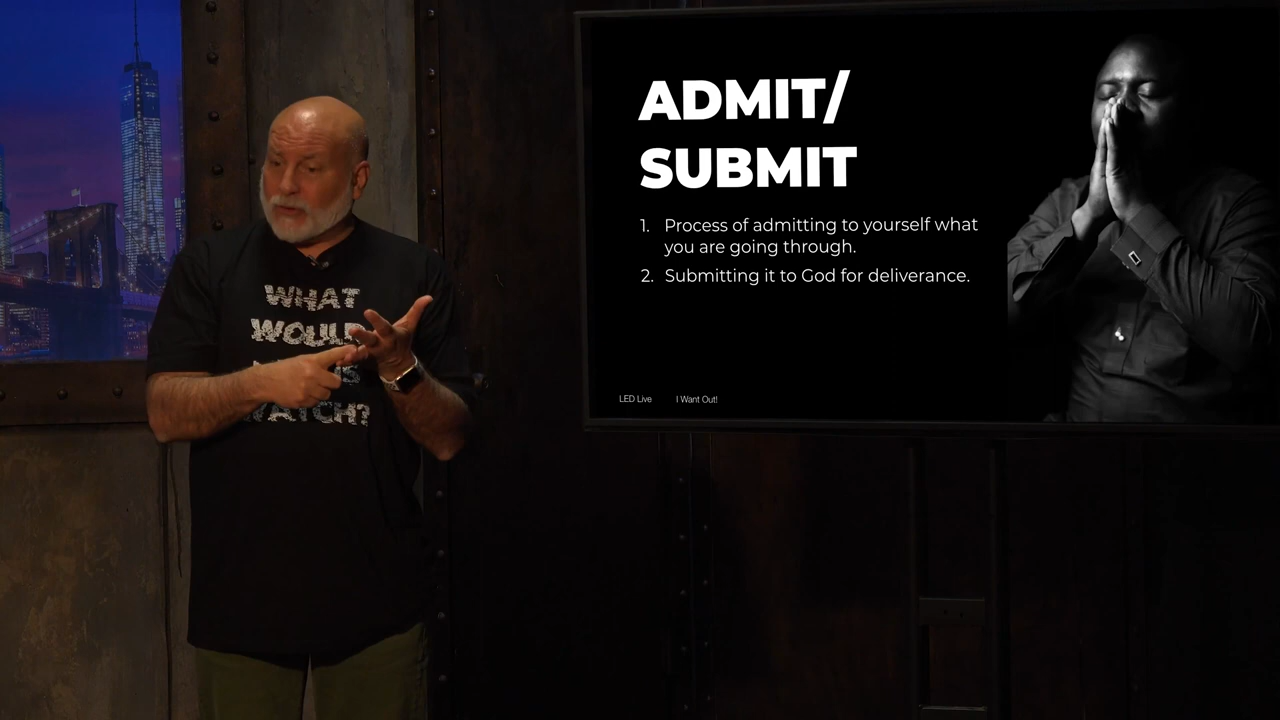 WHAT
WOULD
WATCH?
ADMIT/
SUBMIT
1. Process of admitting to yourself what
you are going through.
2. Submitting it to God for deliverance.
LED Live I Want Out!